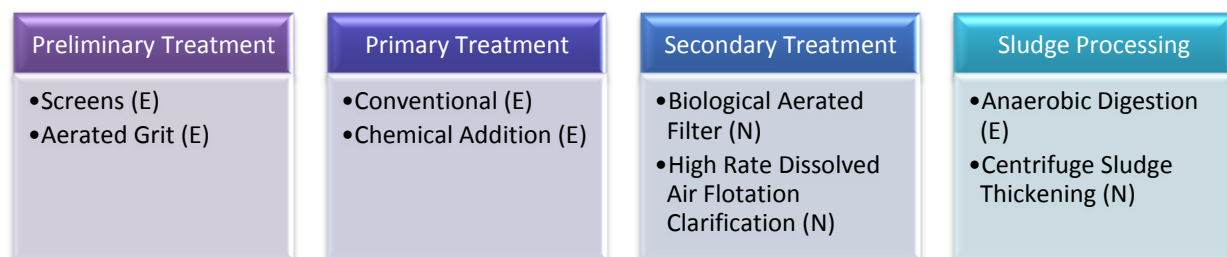 Preliminary Treatment
•Screens (E)
•Aerated Grit (E)
Primary Treatment
•Conventional (E)
•Chemical Addition (E)
Secondary Treatment
•Biological Aerated
Filter (N)
•High Rate Dissolved
Air Flotation
Clarification (N)
Sludge Processing
•Anaerobic Digestion
(E)
•Centrifuge Sludge
Thickening (N)